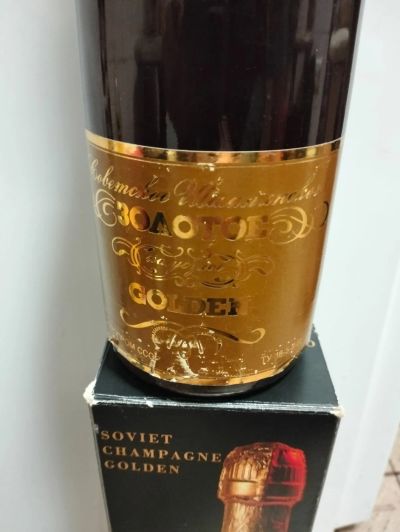 Советское Шампанское
ЗОЛОТОЕ
GOLDEN
SOVIET
CHAMPAGNE
GOLDEN